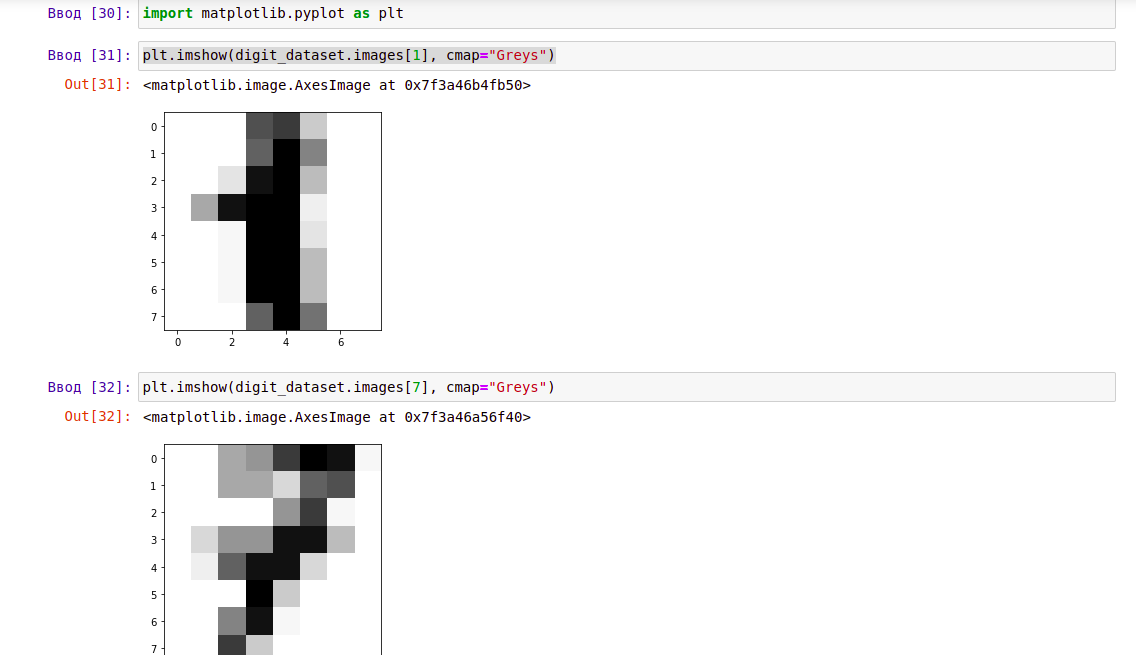 Ввод [30]: import matplotlib.pyplot as plt
Ввод [31]: plt.imshow(digit_dataset.images[1], cmap="Greys")
Out[31]: <matplotlib.image.AxesImage at 0x7f3a46b4fb50>
0
1
2
3
4
5
6
7
0 2 4 6
Ввод [32]: plt.imshow(digit_dataset.images[7], cmap="Greys")
Out[32]: <matplotlib.image.AxesImage at 0x7f3a46a56f40>
0
1
2
3
4
5
6
7